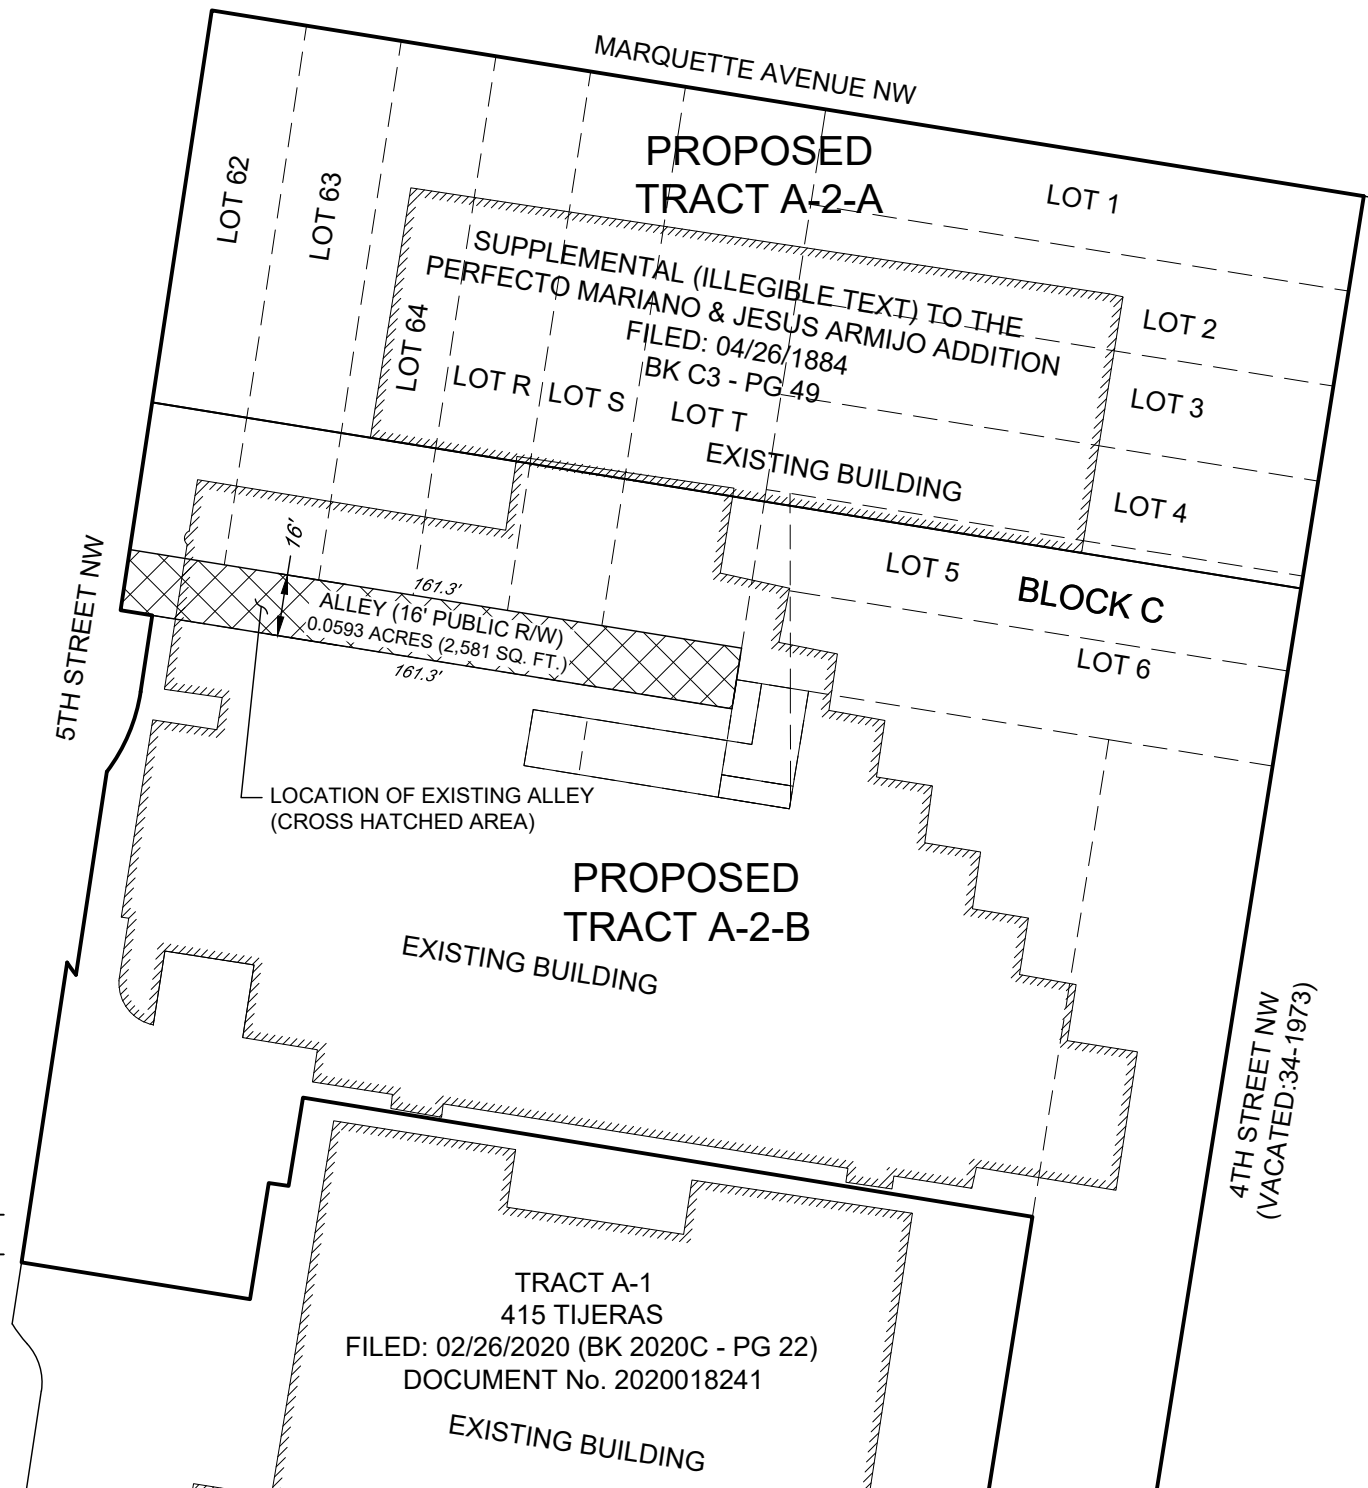 MARQUETTE AVENUE NW
PROPOSED
TRACT A-2-A
LOT 62
LOT 63
LOT 1
SUPPLEMENTAL (ILLEGIBLE TEXT) TO THE
PERFECTO MARIANO & JESUS ARMIJO ADDITION
FILED: 04/26/1884
BK C3 - PG 49
LOT 2
LOT 64
LOT R
LOT S
LOT T
LOT 3
EXISTING BUILDING
LOT 4
LOT 5
BLOCK C
LOT 6
5TH STREET NW
16'
161.3'
ALLEY (16' PUBLIC R/W)
0.0593 ACRES (2,581 SQ. FT.)
161.3'
LOCATION OF EXISTING ALLEY
(CROSS HATCHED AREA)
PROPOSED
TRACT A-2-B
EXISTING BUILDING
4TH STREET NW
(VACATED:34-1973)
TRACT A-1
415 TIJERAS
FILED: 02/26/2020 (BK 2020C - PG 22)
DOCUMENT No. 2020018241
EXISTING BUILDING